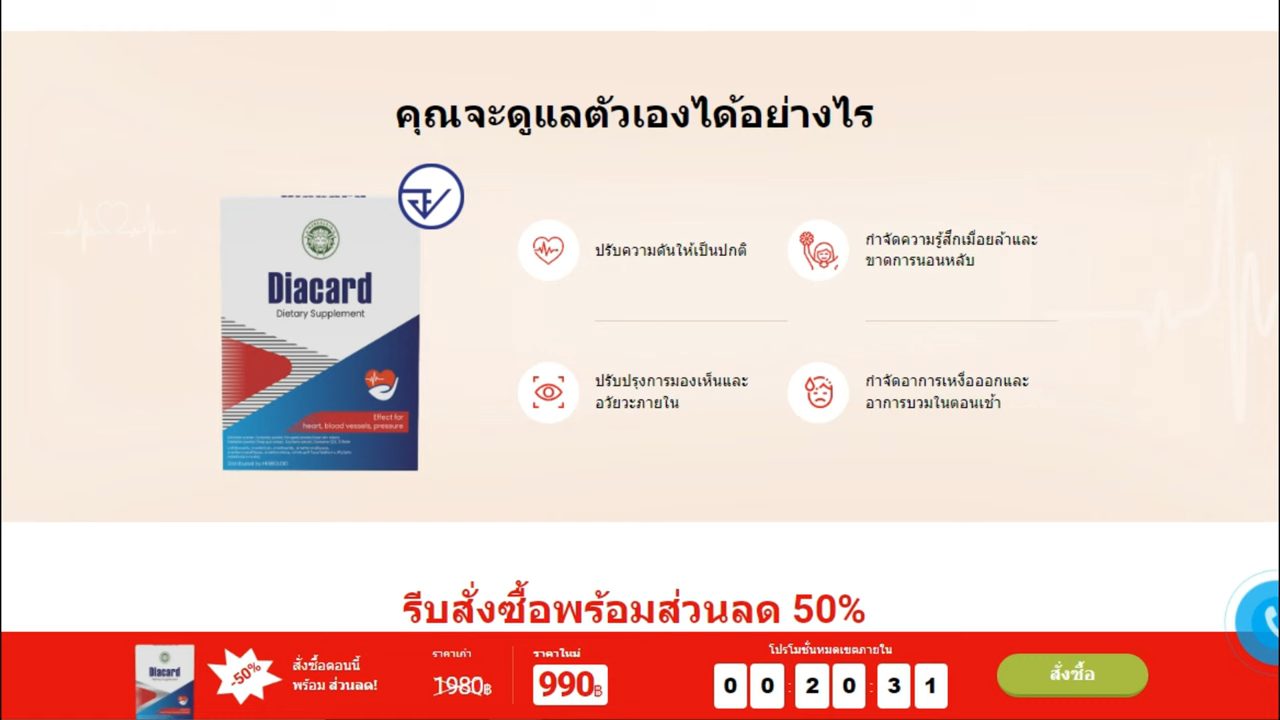 คุณจะดูแลตัวเองได้อย่างไร
Diacard
Dietary Supplement
Effect for
heart, blood vessels, pressure
Distributed by HERBOLOID
ปรับความดันให้เป็นปกติ
กำจัดความรู้สึกเมื่อยล้าและ
ขาดการนอนหลับ
ปรับปรุงการมองเห็นและ
อวัยวะภายใน
กำจัดอาการเหงื่อออกและ
อาการบวมในตอนเช้า
รีบสั่งซื้อพร้อมส่วนลด 50%
Diacard
-50%
สั่งซื้อตอนนี้
พร้อม ส่วนลด!
ราคาเก่า
1980฿
ราคาใหม่
990฿
โปรโมชั่นหมดเขตภายใน
0 0 : 2 0 : 3 1
สั่งซื้อ